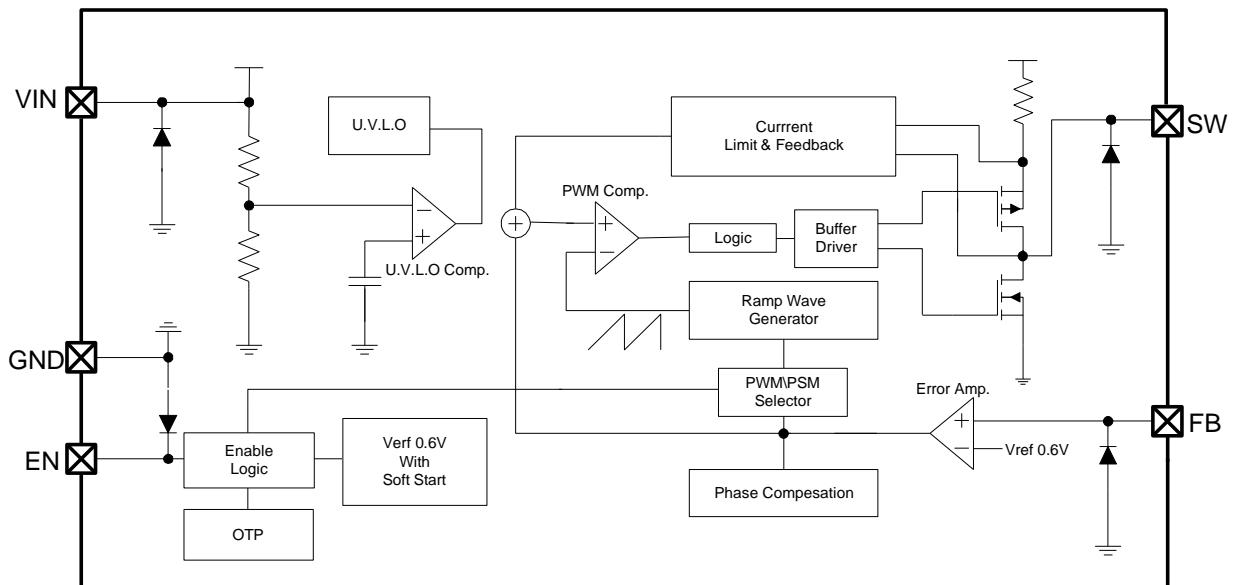 VIN
U.V.L.O
Currrent
Limit & Feedback
SW
PWM Comp.
U.V.L.O Comp.
Logic
Buffer
Driver
Ramp Wave
Generator
GND
PWM\PSM
Selector
Error Amp.
EN
Enable
Logic
Verf 0.6V
With
Soft Start
Vref 0.6V
FB
Phase Compesation
OTP